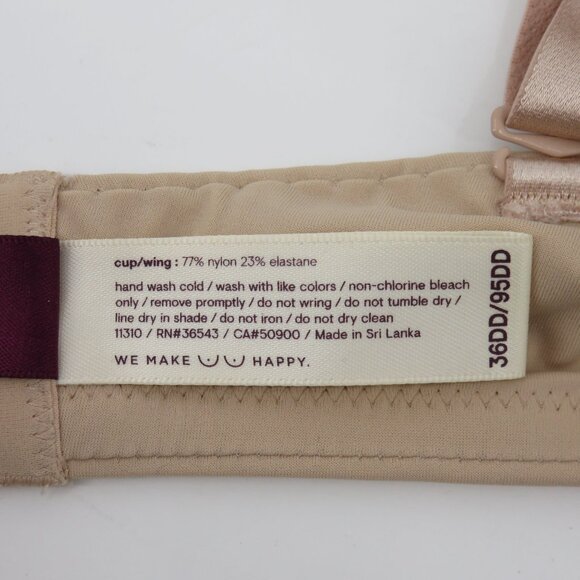 cup/wing : 77% nylon 23% elastane
hand wash cold / wash with like colors / non-chlorine bleach
only / remove promptly / do not wring / do not tumble dry /
line dry in shade / do not iron / do not dry clean
11310 / RN#36543 / CA#50900 / Made in Sri Lanka
WE MAKE HAPPY.
36DD/95DD